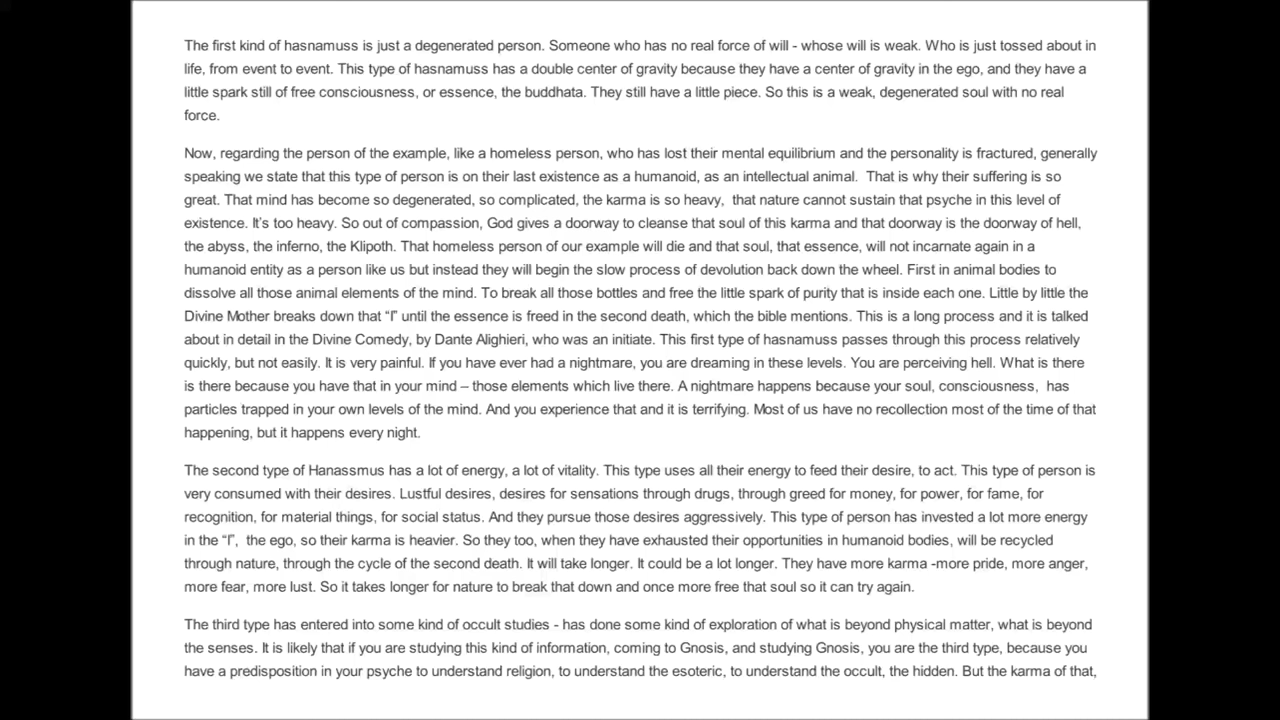 The first kind of hasnamuss is just a degenerated person. Someone who has no real force of will - whose will is weak. Who is just tossed about in
life, from event to event. This type of hasnamuss has a double center of gravity because they have a center of gravity in the ego, and they have a
little spark still of free consciousness, or essence, the buddhata. They still have a little piece. So this is a weak, degenerated soul with no real
force.
Now, regarding the person of the example, like a homeless person, who has lost their mental equilibrium and the personality is fractured, generally
speaking we state that this type of person is on their last existence as a humanoid, as an intellectual animal.  That is why their suffering is so
great. That mind has become so degenerated, so complicated, the karma is so heavy,  that nature cannot sustain that psyche in this level of
existence. It's too heavy. So out of compassion, God gives a doorway to cleanse that soul of this karma and that doorway is the doorway of hell,
the abyss, the inferno, the Klipoth. That homeless person of our example will die and that soul, that essence, will not incarnate again in a
humanoid entity as a person like us but instead they will begin the slow process of devolution back down the wheel. First in animal bodies to
dissolve all those animal elements of the mind. To break all those bottles and free the little spark of purity that is inside each one. Little by little the
Divine Mother breaks down that “I” until the essence is freed in the second death, which the bible mentions. This is a long process and it is talked
about in detail in the Divine Comedy, by Dante Alighieri, who was an initiate. This first type of hasnamuss passes through this process relatively
quickly, but not easily. It is very painful. If you have ever had a nightmare, you are dreaming in these levels. You are perceiving hell. What is there
is there because you have that in your mind – those elements which live there. A nightmare happens because your soul, consciousness,  has
particles trapped in your own levels of the mind. And you experience that and it is terrifying. Most of us have no recollection most of the time of that
happening, but it happens every night.
The second type of Hanassmus has a lot of energy, a lot of vitality. This type uses all their energy to feed their desire, to act. This type of person is
very consumed with their desires. Lustful desires, desires for sensations through drugs, through greed for money, for power, for fame, for
recognition, for material things, for social status. And they pursue those desires aggressively. This type of person has invested a lot more energy
in the “I”,  the ego, so their karma is heavier. So they too, when they have exhausted their opportunities in humanoid bodies, will be recycled
through nature, through the cycle of the second death. It will take longer. It could be a lot longer. They have more karma -more pride, more anger,
more fear, more lust. So it takes longer for nature to break that down and once more free that soul so it can try again.
The third type has entered into some kind of occult studies - has done some kind of exploration of what is beyond physical matter, what is beyond
the senses. It is likely that if you are studying this kind of information, coming to Gnosis, and studying Gnosis, you are the third type, because you
have a predisposition in your psyche to understand religion, to understand the esoteric, to understand the occult, the hidden. But the karma of that,